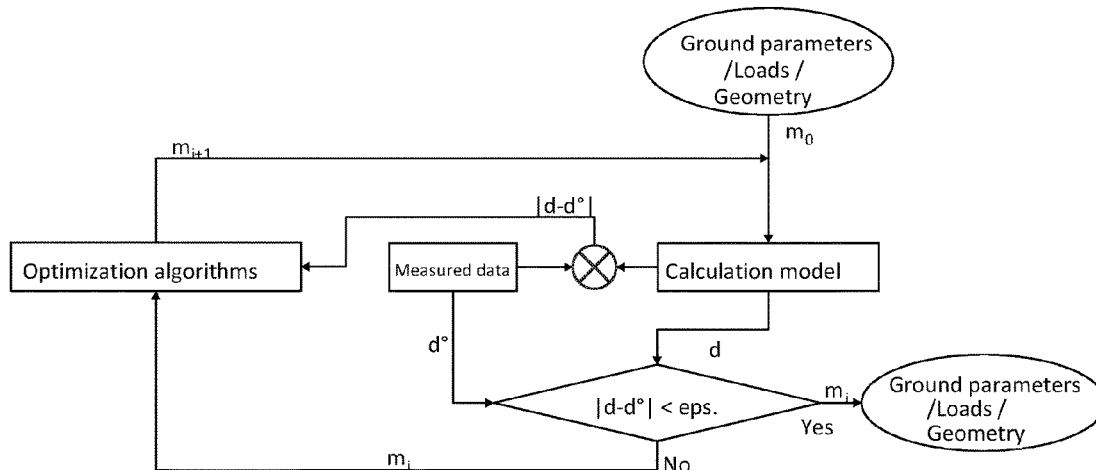 Ground parameters
/Loads /
Geometry
m₀
mᵢ₊₁
|d-d°|
Optimization algorithms
Measured data
Calculation model
d°
d
|d-d°| < eps.
mᵢ
Yes
Ground parameters
/Loads /
Geometry
mᵢ
No